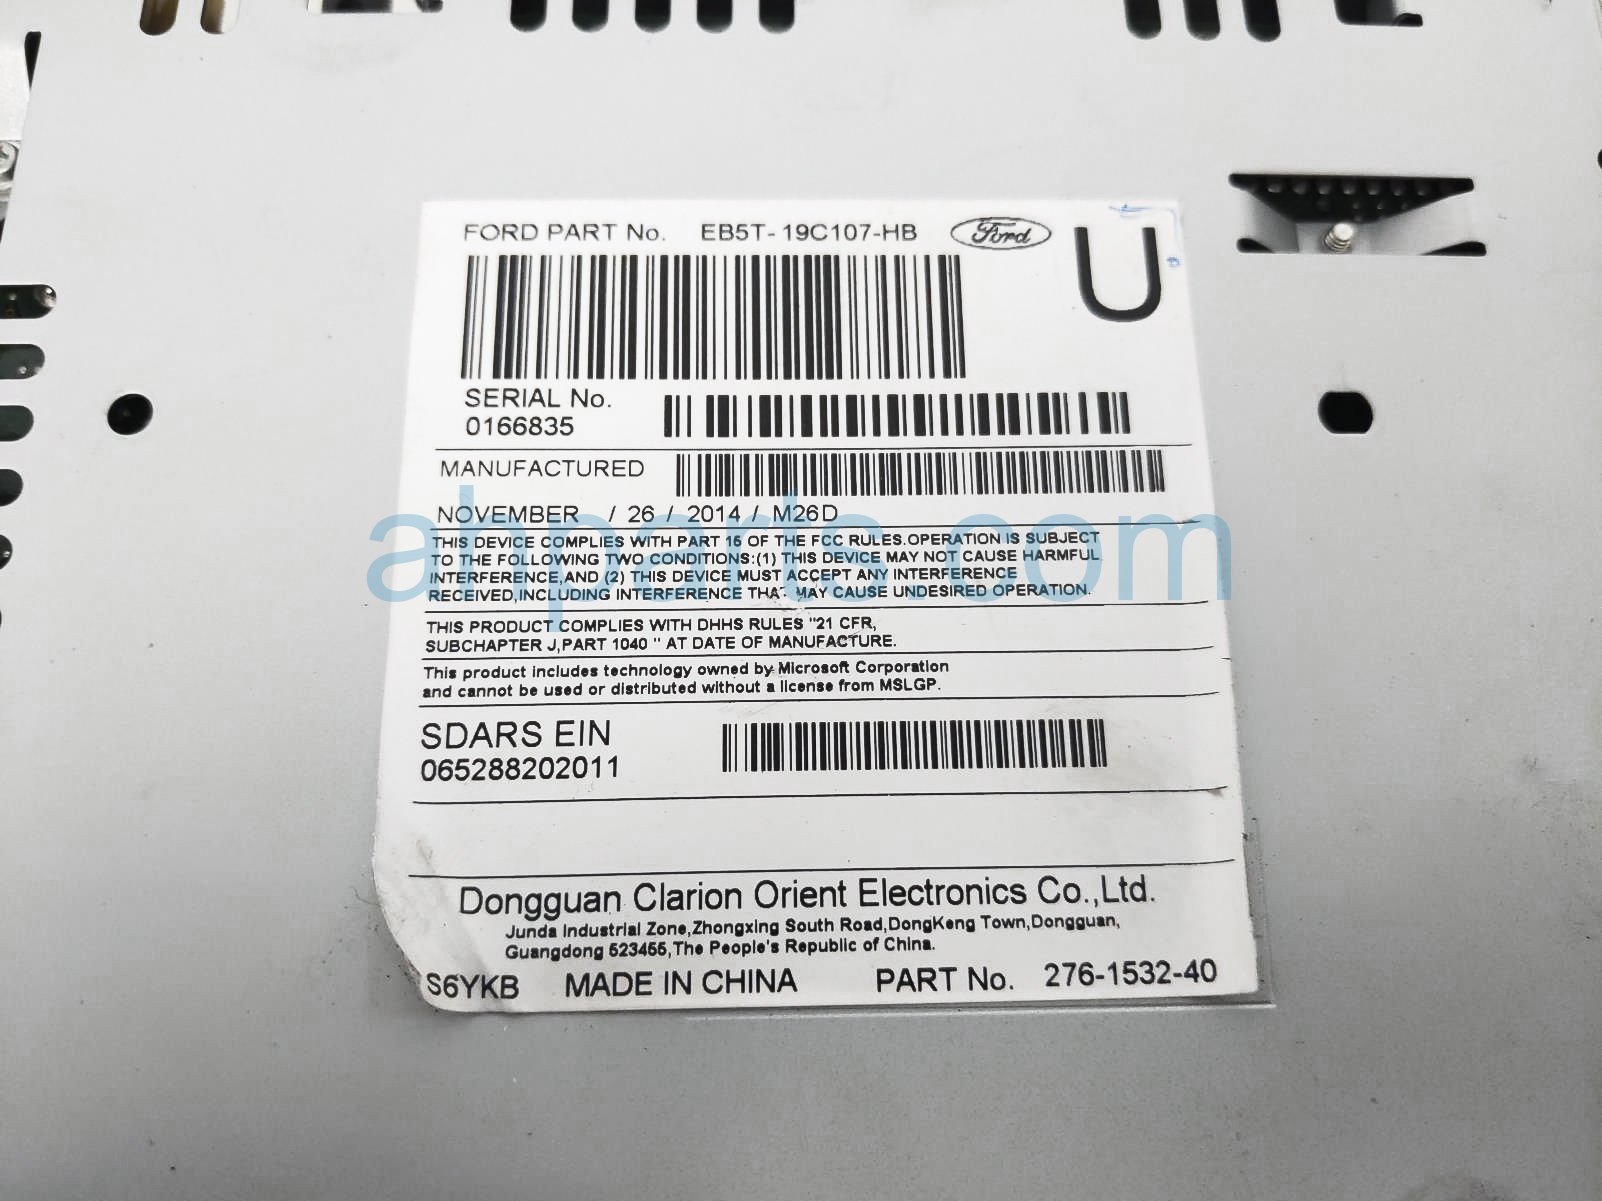 FORD PART No. EB5T-19C107-HB Ford U
SERIAL No.
0166835
MANUFACTURED
NOVEMBER / 26 / 2014 / M26D
ahparts.com
THIS DEVICE COMPLIES WITH PART 15 OF THE FCC RULES.OPERATION IS SUBJECT
TO THE FOLLOWING TWO CONDITIONS:(1) THIS DEVICE MAY NOT CAUSE HARMFUL
INTERFERENCE,AND (2) THIS DEVICE MUST ACCEPT ANY INTERFERENCE
RECEIVED,INCLUDING INTERFERENCE THAT MAY CAUSE UNDESIRED OPERATION.
THIS PRODUCT COMPLIES WITH DHHS RULES "21 CFR,
SUBCHAPTER J,PART 1040 " AT DATE OF MANUFACTURE.
This product includes technology owned by Microsoft Corporation
and cannot be used or distributed without a license from MSLGP.
SDARS EIN
065288202011
Dongguan Clarion Orient Electronics Co.,Ltd.
Junda Industrial Zone,Zhongxing South Road,DongKeng Town,Dongguan,
Guangdong 523455,The People's Republic of China.
S6YKB MADE IN CHINA PART No. 276-1532-40